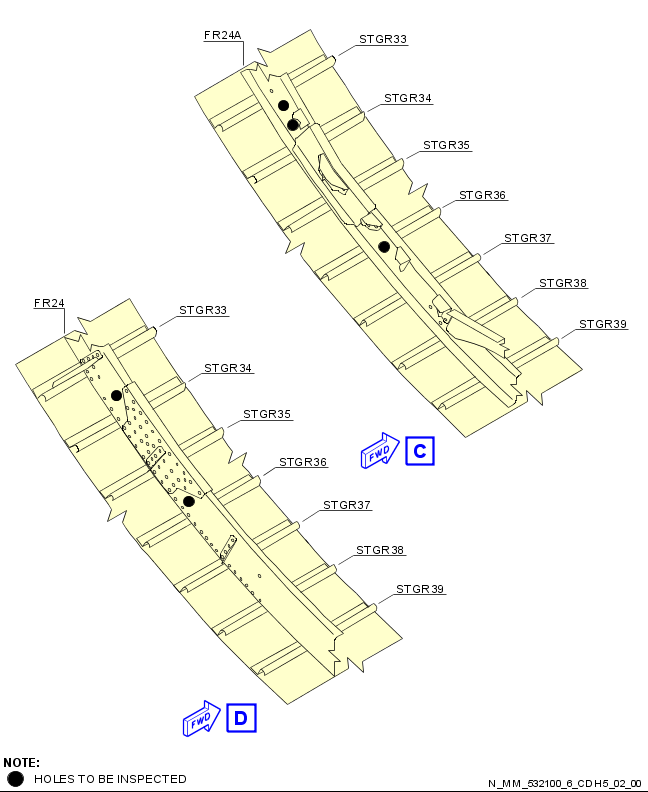 FR24A
STGR33
STGR34
STGR35
STGR36
STGR37
STGR38
STGR39
FWD
C
FR24
STGR33
STGR34
STGR35
STGR36
STGR37
STGR38
STGR39
FWD
D
NOTE:
HOLES TO BE INSPECTED
N_MM_532100_6_CDH5_02_00